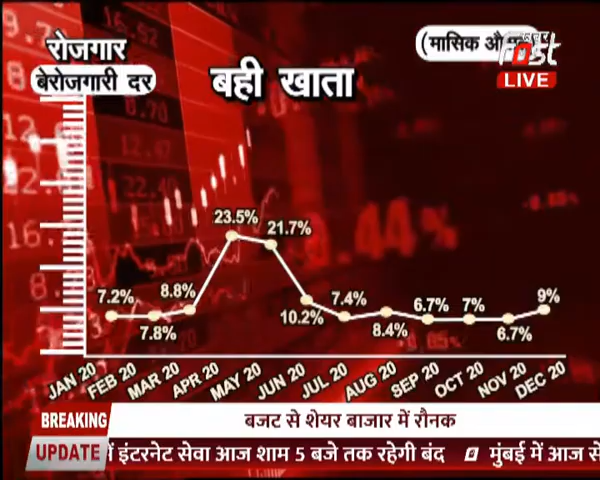 रोजगार
बेरोजगारी दर
बही खाता
(मासिक
खबर
fast
LIVE
23.5%
21.7%
7.2%
8.8%
7.4%
6.7%
7%
9%
7.8%
10.2%
8.4%
6.7%
JAN 20
FEB 20
MAR 20
APR 20
MAY 20
JUN 20
JUL 20
AUG 20
SEP 20
OCT 20
NOV 20
DEC 20
BREAKING
बजट से शेयर बाजार में रौनक
UPDATE
में इंटरनेट सेवा आज शाम 5 बजे तक रहेगी बंद
मुंबई में आज से